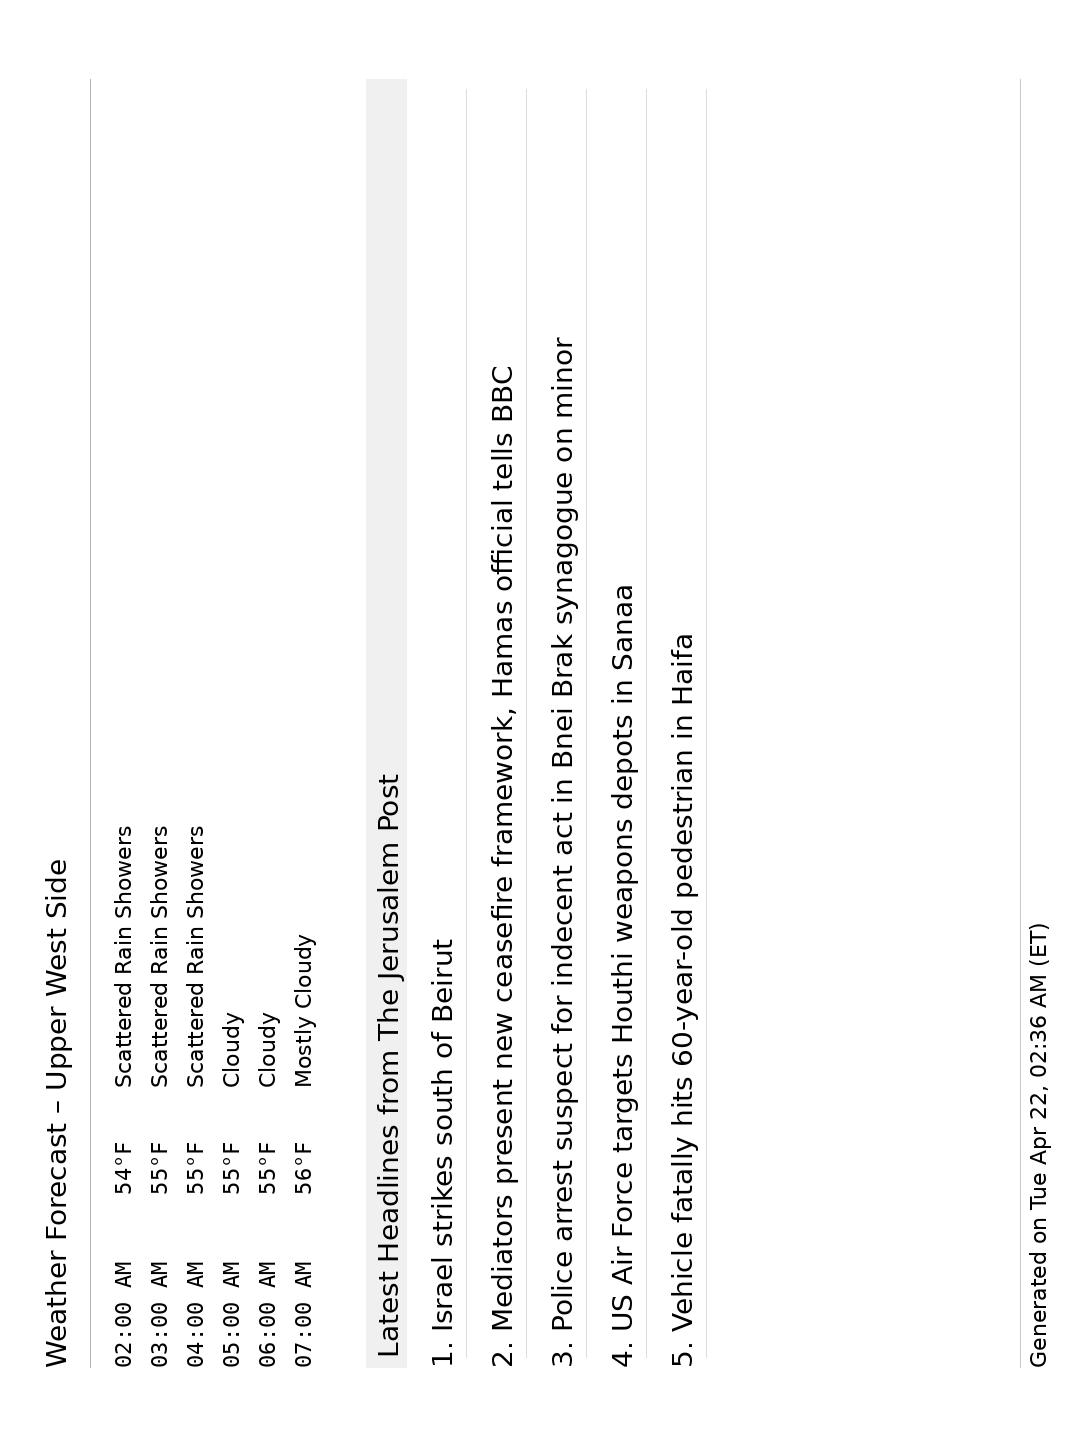 Weather Forecast – Upper West Side
02:00 AM 54°F Scattered Rain Showers
03:00 AM 55°F Scattered Rain Showers
04:00 AM 55°F Scattered Rain Showers
05:00 AM 55°F Cloudy
06:00 AM 55°F Cloudy
07:00 AM 56°F Mostly Cloudy
Latest Headlines from The Jerusalem Post
1. Israel strikes south of Beirut
2. Mediators present new ceasefire framework, Hamas official tells BBC
3. Police arrest suspect for indecent act in Bnei Brak synagogue on minor
4. US Air Force targets Houthi weapons depots in Sanaa
5. Vehicle fatally hits 60-year-old pedestrian in Haifa
Generated on Tue Apr 22, 02:36 AM (ET)